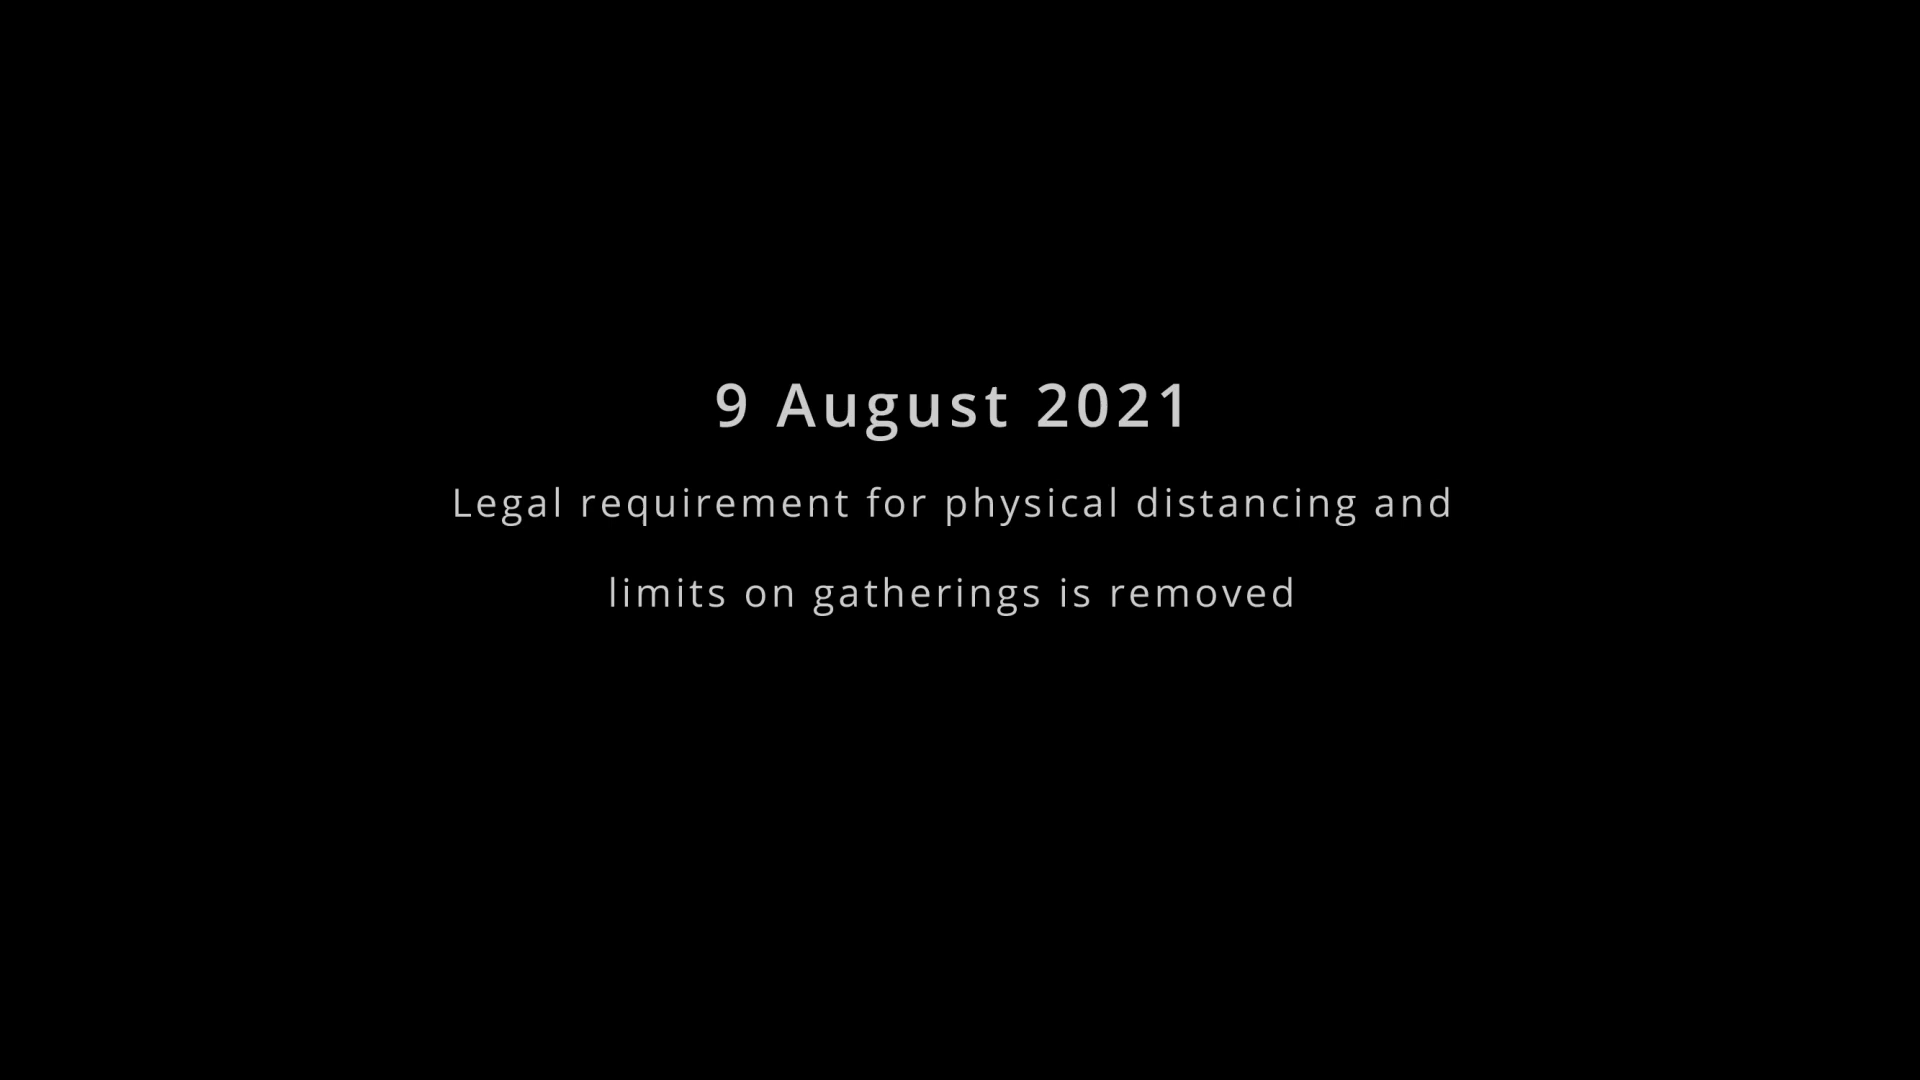 9 August 2021
Legal requirement for physical distancing and
limits on gatherings is removed